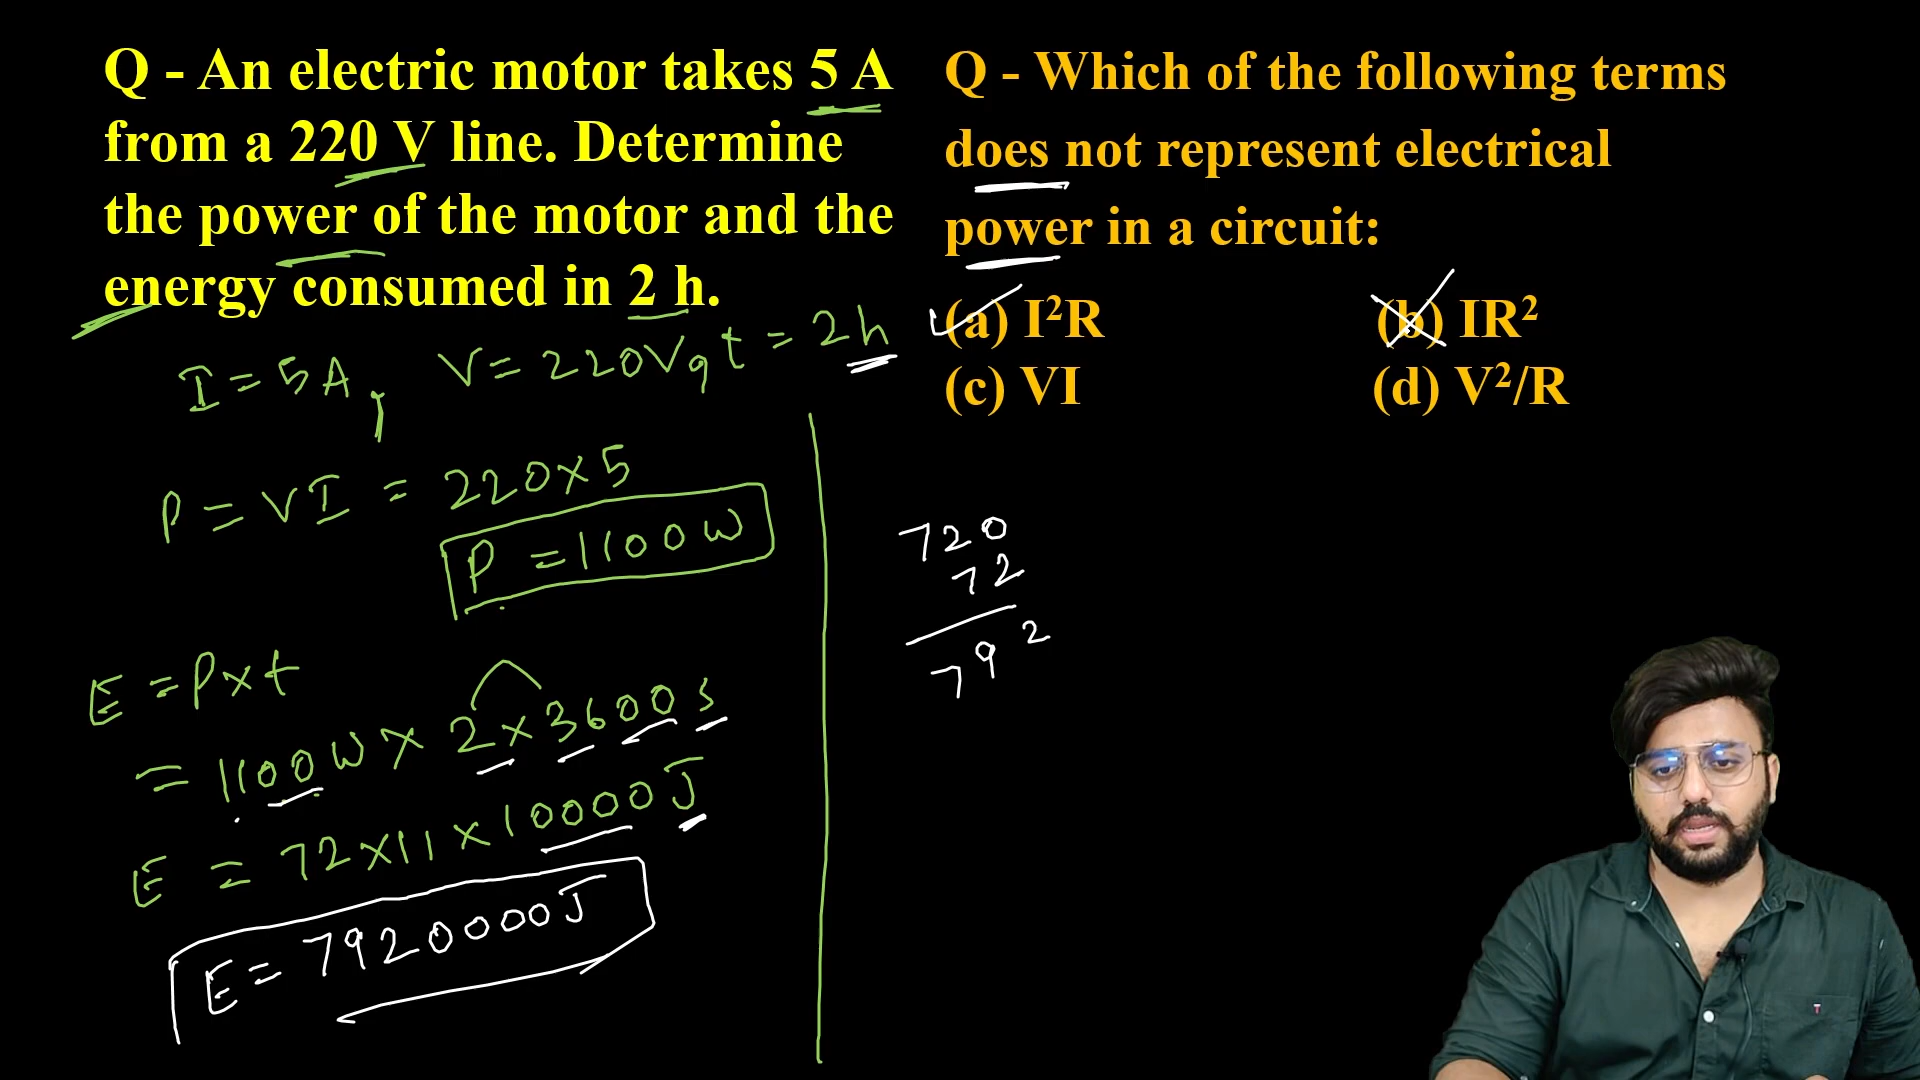 Q - An electric motor takes 5 A
from a 220 V line. Determine
the power of the motor and the
energy consumed in 2 h.
I = 5A, V = 220V, t = 2h
P = VI = 220×5
P = 1100W
E = P×t
= 1100W × 2×3600s
E = 72×11×10000J
E = 7920000J
Q - Which of the following terms
does not represent electrical
power in a circuit:
(a) I²R (b) IR²
(c) VI (d) V²/R
720
72
792